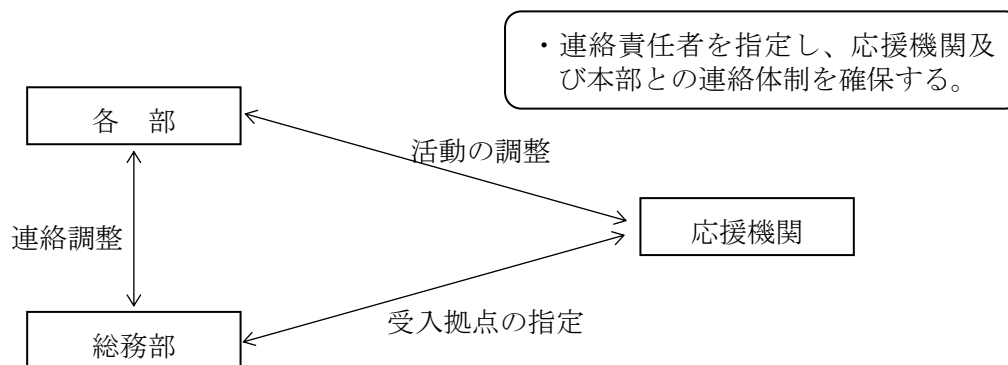 ・連絡責任者を指定し、応援機関及
び本部との連絡体制を確保する。
各　部
活動の調整
応援機関
連絡調整
受入拠点の指定
総務部